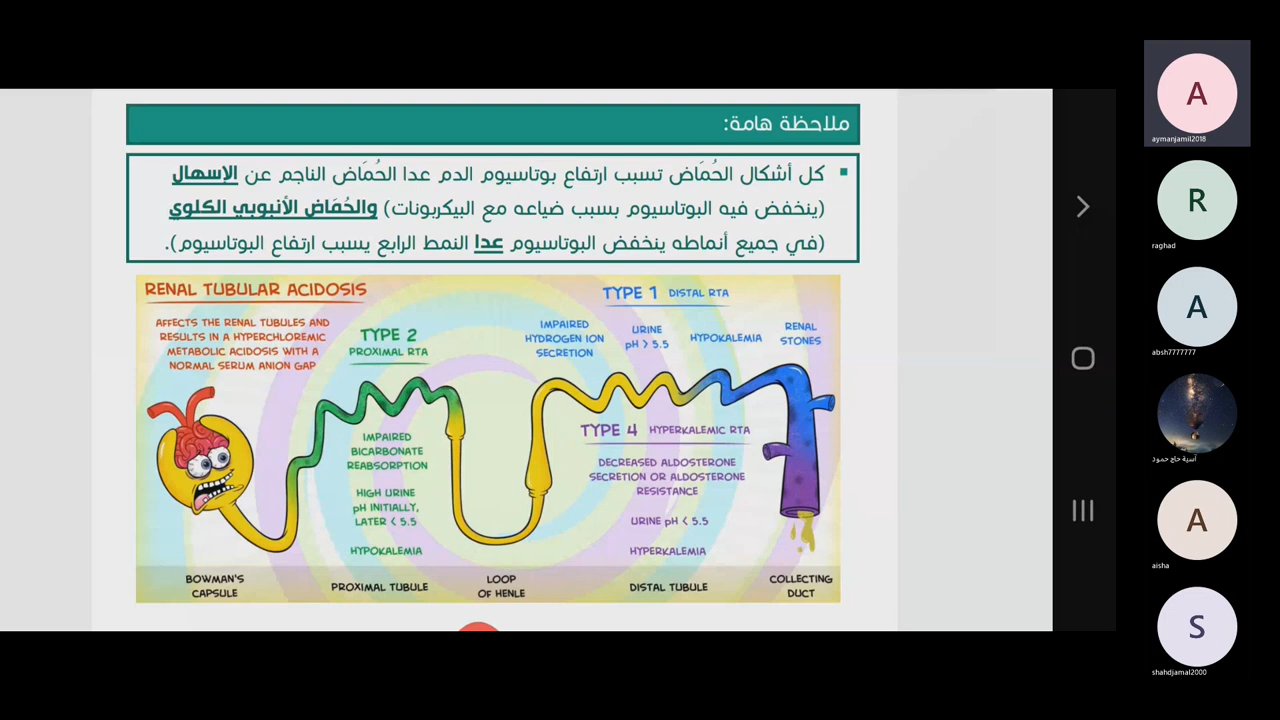 ملاحظة هامة:
▪ كل أشكال الحُمَاض تسبب ارتفاع بوتاسيوم الدم عدا الحُمَاض الناجم عن الإسهال
(ينخفض فيه البوتاسيوم بسبب ضياعه مع البيكربونات) والحُمَاض الأنبوبي الكلوي
(في جميع أنماطه ينخفض البوتاسيوم عدا النمط الرابع يسبب ارتفاع البوتاسيوم).
RENAL TUBULAR ACIDOSIS
AFFECTS THE RENAL TUBULES AND
RESULTS IN A HYPERCHLOREMIC
METABOLIC ACIDOSIS WITH A
NORMAL SERUM ANION GAP
TYPE 2
PROXIMAL RTA
IMPAIRED
BICARBONATE
REABSORPTION
HIGH URINE
pH INITIALLY,
LATER < 5.5
HYPOKALEMIA
TYPE 1 DISTAL RTA
IMPAIRED
HYDROGEN ION
SECRETION
URINE
pH > 5.5
HYPOKALEMIA
RENAL
STONES
TYPE 4 HYPERKALEMIC RTA
DECREASED ALDOSTERONE
SECRETION OR ALDOSTERONE
RESISTANCE
URINE pH < 5.5
HYPERKALEMIA
BOWMAN'S
CAPSULE
PROXIMAL TUBULE
LOOP
OF HENLE
DISTAL TUBULE
COLLECTING
DUCT
A
aymanjamil2018
R
raghad
A
absh7777777
آسية حاج حمود
A
aisha
S
shahdjamal2000